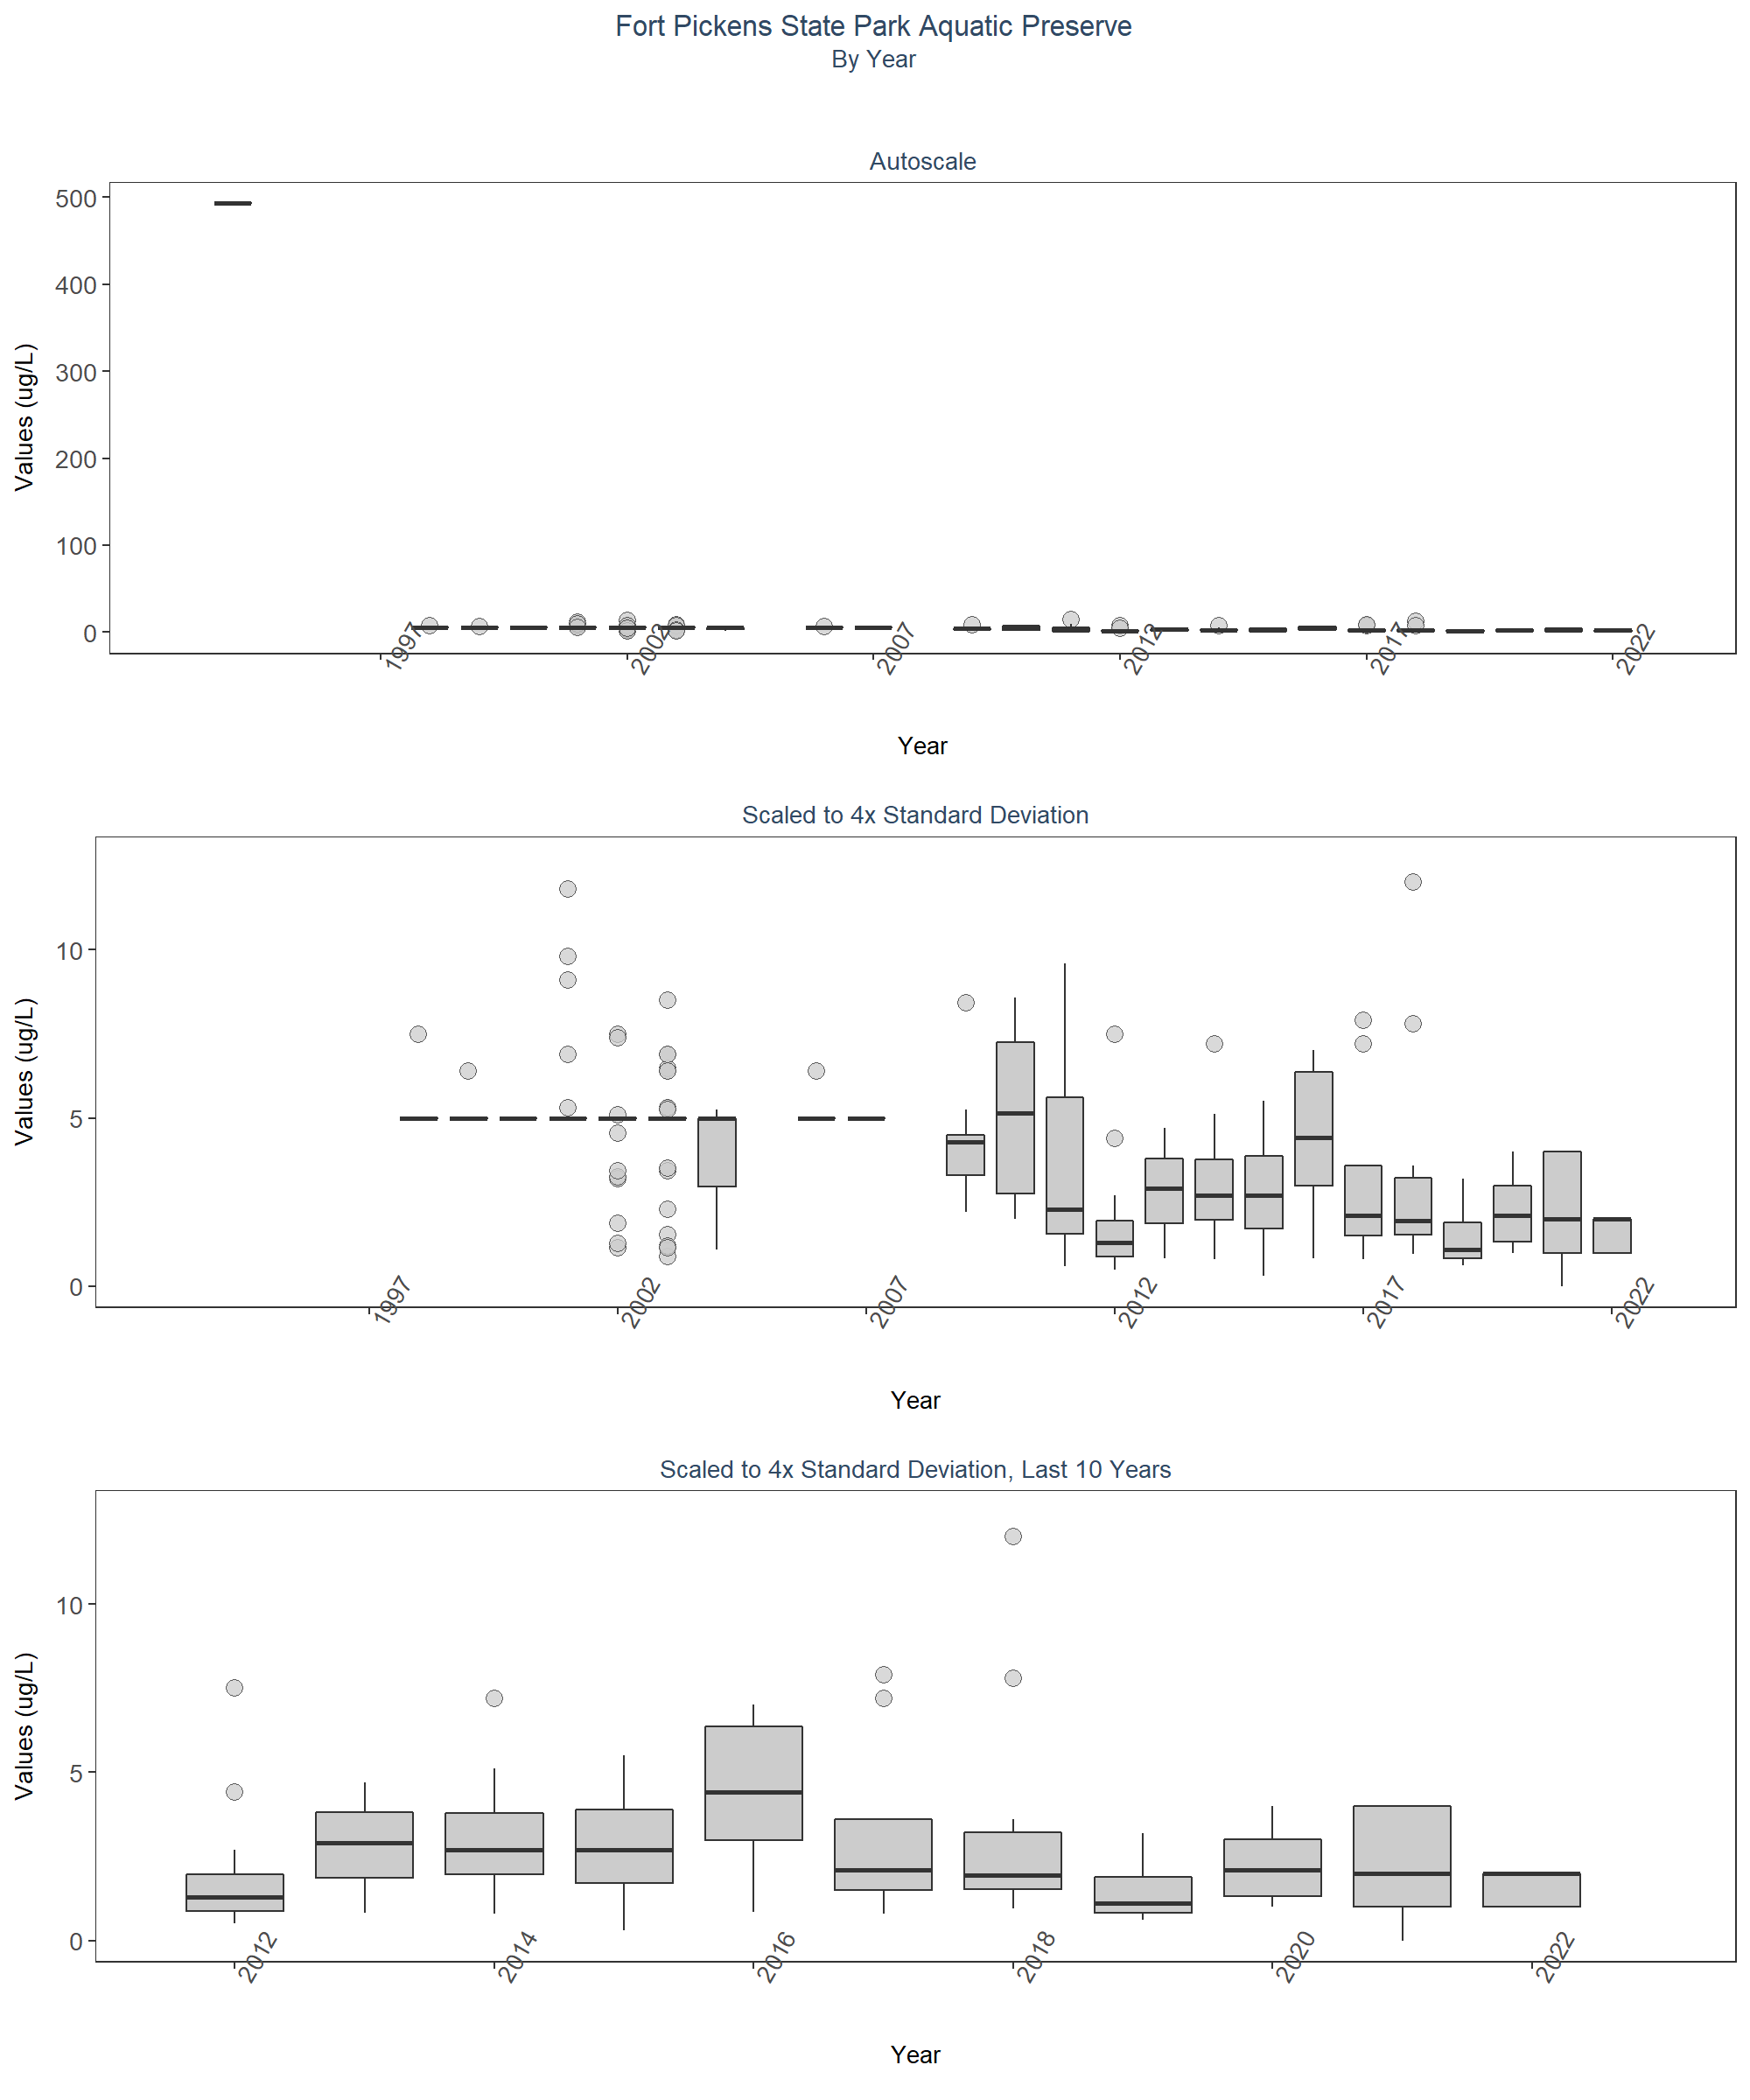 Fort Pickens State Park Aquatic Preserve
By Year
Autoscale
Values (ug/L)
500
400
300
200
100
0
1997
2002
2007
2012
2017
2022
Year
Scaled to 4x Standard Deviation
Values (ug/L)
10
5
0
1997
2002
2007
2012
2017
2022
Year
Scaled to 4x Standard Deviation, Last 10 Years
Values (ug/L)
10
5
0
2012
2014
2016
2018
2020
2022
Year